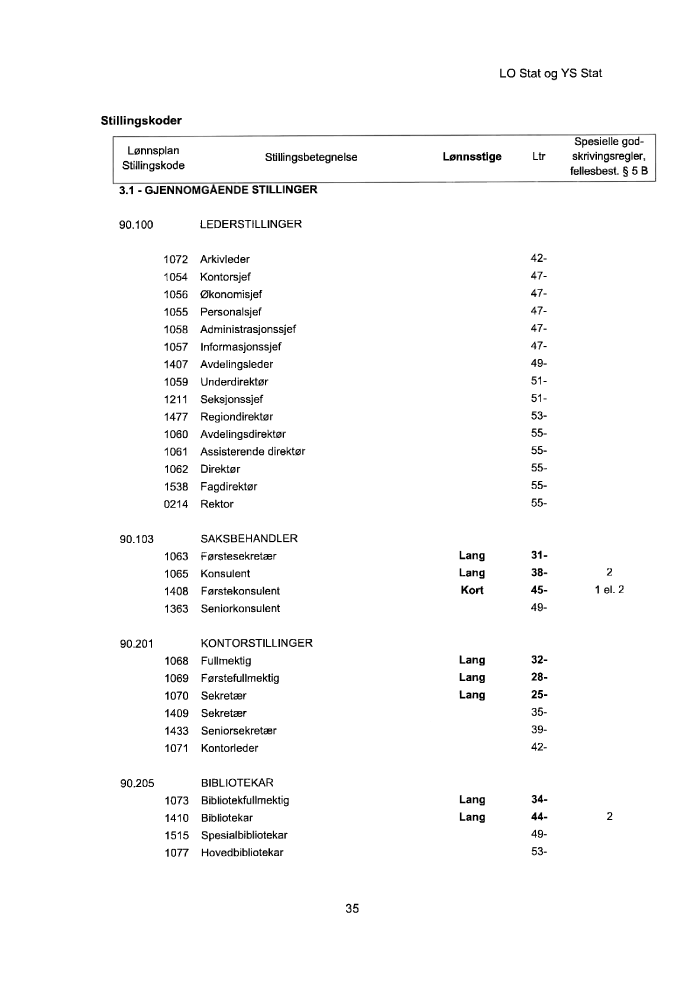 LO Stat og YS Stat
Stillingskoder
Lønnsplan
Stillingskode
Stillingsbetegnelse
Lønnsstige
Ltr
Spesielle god-
skrivingsregler,
fellesbest. § 5 B
3.1 - GJENNOMGÅENDE STILLINGER
90.100 LEDERSTILLINGER
1072 Arkivleder 42-
1054 Kontorsjef 47-
1056 Økonomisjef 47-
1055 Personalsjef 47-
1058 Administrasjonssjef 47-
1057 Informasjonssjef 47-
1407 Avdelingsleder 49-
1059 Underdirektør 51-
1211 Seksjonssjef 51-
1477 Regiondirektør 53-
1060 Avdelingsdirektør 55-
1061 Assisterende direktør 55-
1062 Direktør 55-
1538 Fagdirektør 55-
0214 Rektor 55-
90.103 SAKSBEHANDLER
1063 Førstesekretær Lang 31-
1065 Konsulent Lang 38- 2
1408 Førstekonsulent Kort 45- 1 el. 2
1363 Seniorkonsulent 49-
90.201 KONTORSTILLINGER
1068 Fullmektig Lang 32-
1069 Førstefullmektig Lang 28-
1070 Sekretær Lang 25-
1409 Sekretær 35-
1433 Seniorsekretær 39-
1071 Kontorleder 42-
90.205 BIBLIOTEKAR
1073 Bibliotekfullmektig Lang 34-
1410 Bibliotekar Lang 44- 2
1515 Spesialbibliotekar 49-
1077 Hovedbibliotekar 53-
35